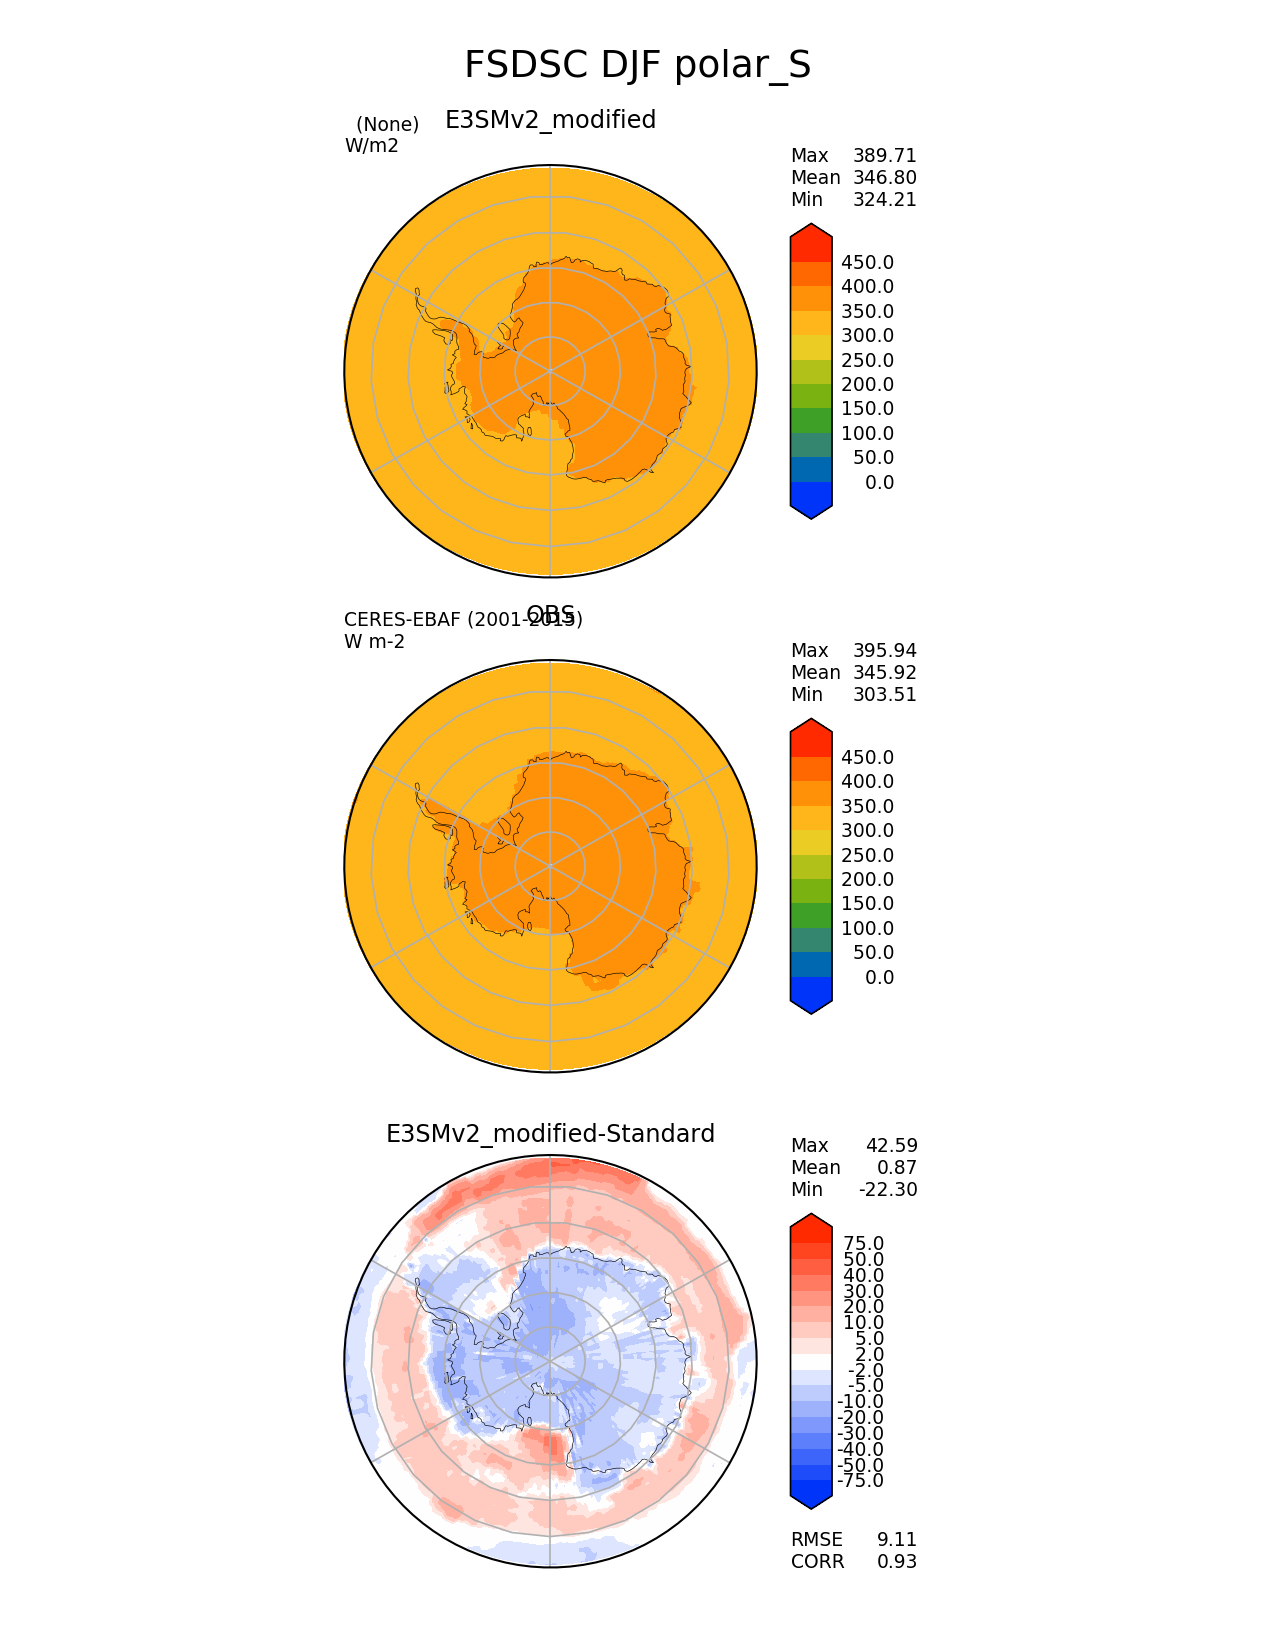 FSDSC DJF polar_S
E3SMv2_modified
(None)
W/m2
Max 389.71
Mean 346.80
Min 324.21
450.0
400.0
350.0
300.0
250.0
200.0
150.0
100.0
50.0
0.0
OBS
CERES-EBAF (2001-2015)
W m-2
Max 395.94
Mean 345.92
Min 303.51
450.0
400.0
350.0
300.0
250.0
200.0
150.0
100.0
50.0
0.0
E3SMv2_modified-Standard
Max 42.59
Mean 0.87
Min -22.30
75.0
50.0
40.0
30.0
20.0
10.0
5.0
2.0
-2.0
-5.0
-10.0
-20.0
-30.0
-40.0
-50.0
-75.0
RMSE 9.11
CORR 0.93